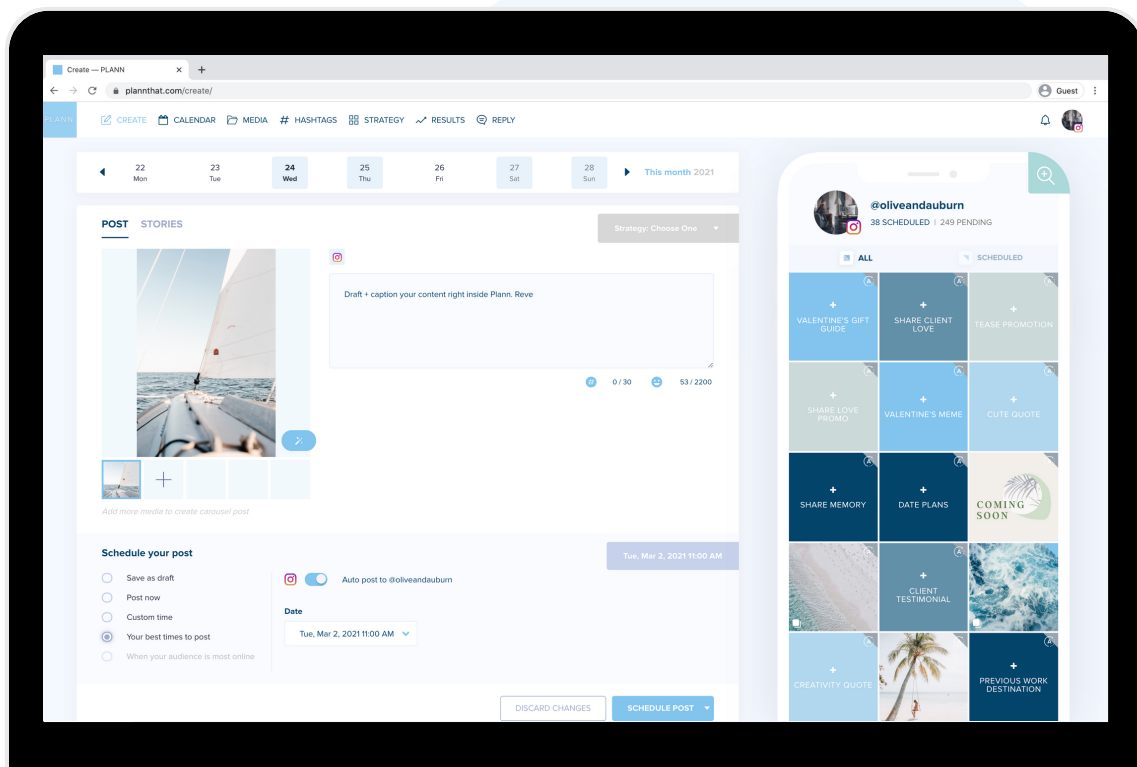 Create — PLANN
plannthat.com/create/
Guest
PLANN
CREATE
CALENDAR
MEDIA
# HASHTAGS
STRATEGY
RESULTS
REPLY
22 23 24 25 26 27 28
Mon Tue Wed Thu Fri Sat Sun
This month 2021
POST STORIES
Strategy: Choose One
Draft + caption your content right inside Plann. Reve
# 0 / 30 53 / 2200
Add more media to create carousel post
Schedule your post
Tue, Mar 2, 2021 11:00 AM
Save as draft
Post now
Custom time
Your best times to post
When your audience is most online
Auto post to @oliveandauburn
Date
Tue, Mar 2, 2021 11:00 AM
DISCARD CHANGES
SCHEDULE POST
@oliveandauburn
38 SCHEDULED | 249 PENDING
ALL
SCHEDULED
VALENTINE'S GIFT
GUIDE
SHARE CLIENT
LOVE
TEASE PROMOTION
SHARE LOVE
PROMO
VALENTINE'S MEME
CUTE QUOTE
SHARE MEMORY
DATE PLANS
COMING
SOON
CLIENT
TESTIMONIAL
CREATIVITY QUOTE
PREVIOUS WORK
DESTINATION